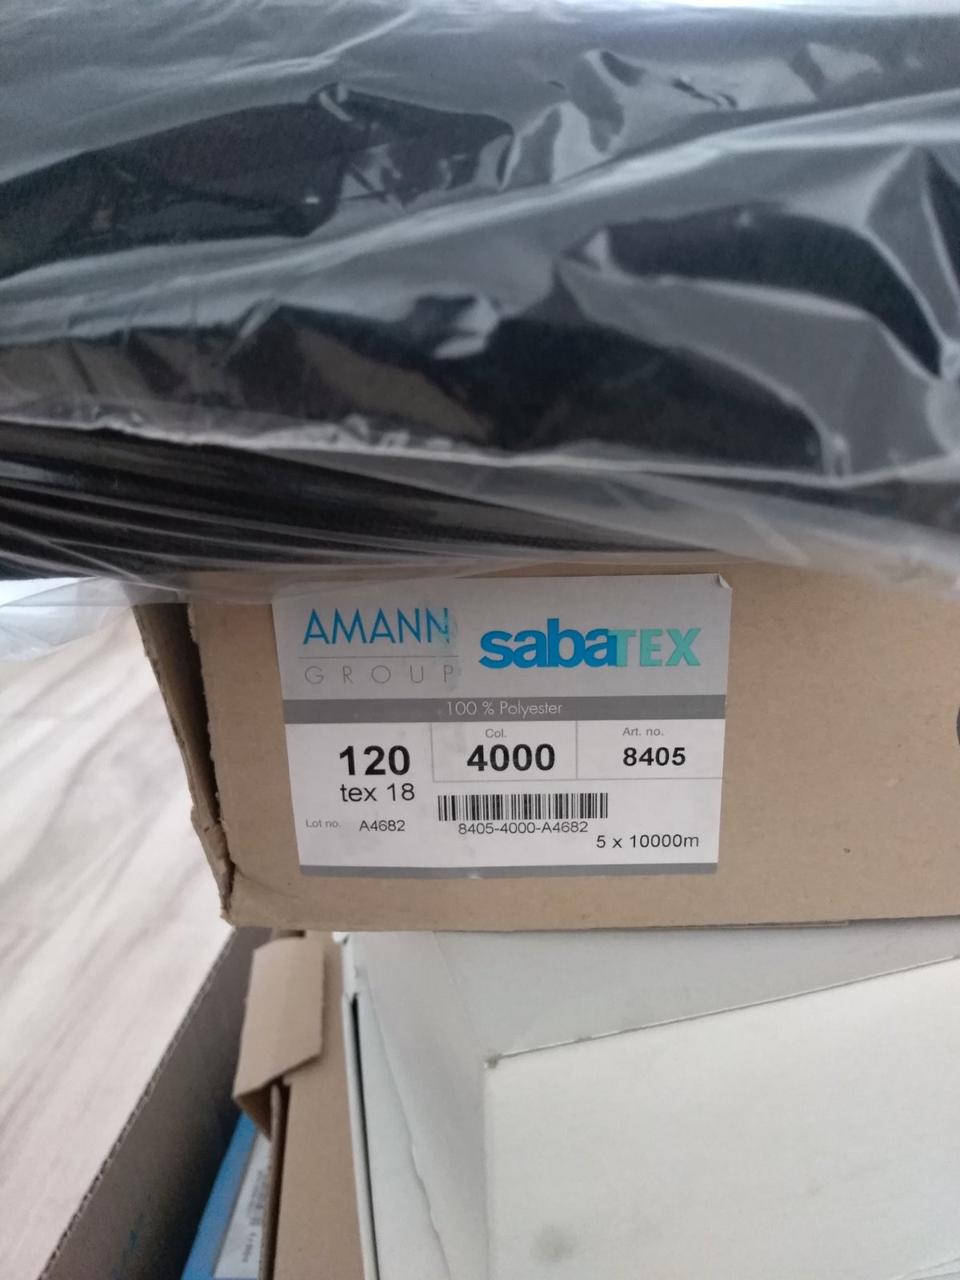 AMANN
GROUP
sabaTEX
100 % Polyester
120
tex 18
Col.
4000
Art. no.
8405
Lot no. A4682
8405-4000-A4682
5 x 10000m